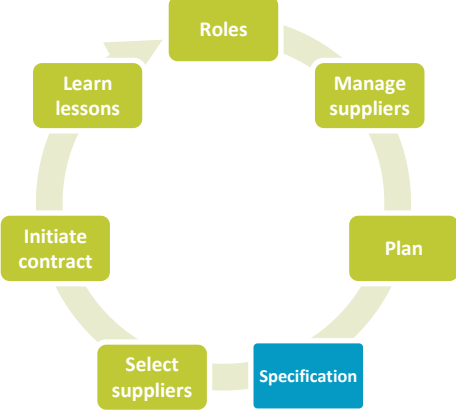 Roles
Manage
suppliers
Plan
Specification
Select
suppliers
Initiate
contract
Learn
lessons